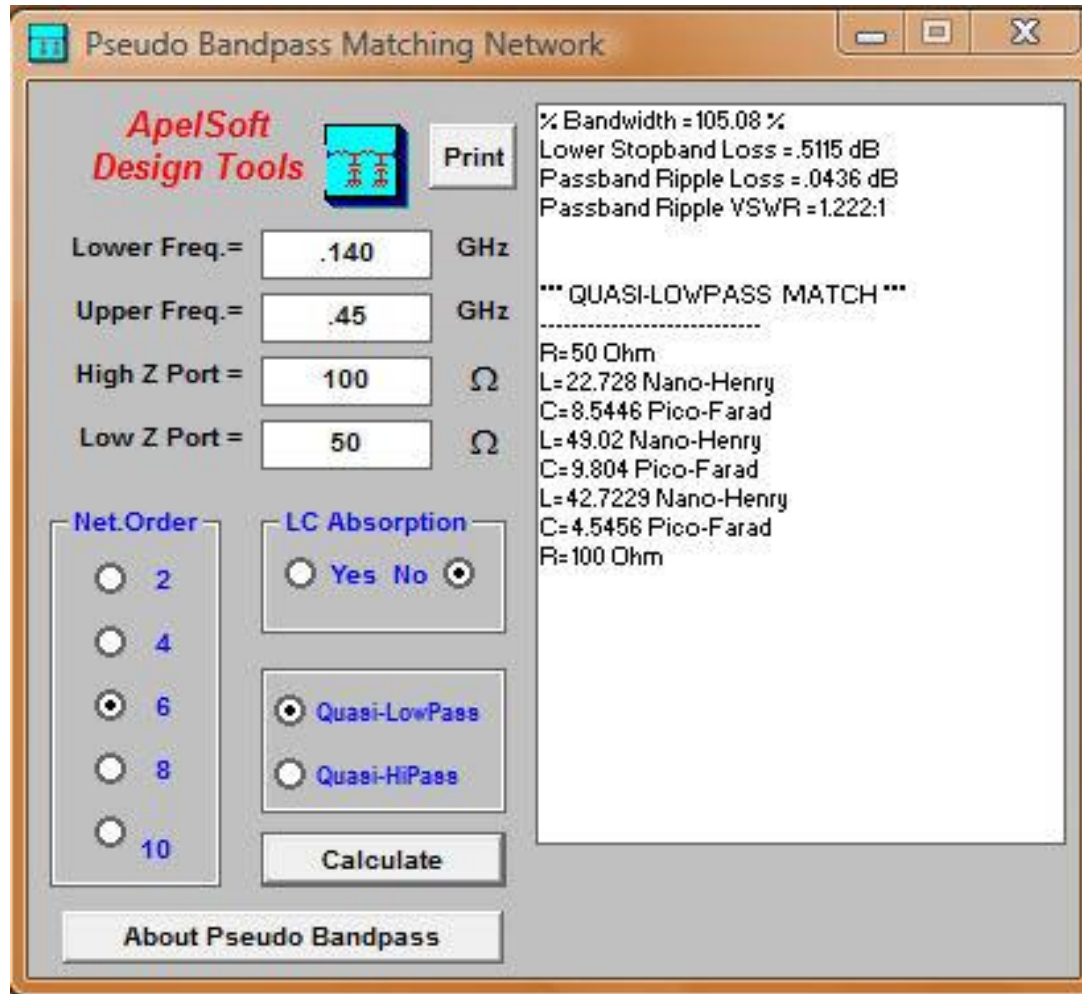 Pseudo Bandpass Matching Network
ApelSoft
Design Tools
Print
Lower Freq.= .140 GHz
Upper Freq.= .45 GHz
High Z Port = 100 Ω
Low Z Port = 50 Ω
Net.Order
2
4
6
8
10
LC Absorption
Yes No
Quasi-LowPass
Quasi-HiPass
Calculate
About Pseudo Bandpass
% Bandwidth =105.08 %
Lower Stopband Loss =.5115 dB
Passband Ripple Loss =.0436 dB
Passband Ripple VSWR =1.222:1
*** QUASI-LOWPASS MATCH ***
---------------------------
R=50 Ohm
L=22.728 Nano-Henry
C=8.5446 Pico-Farad
L=49.02 Nano-Henry
C=9.804 Pico-Farad
L=42.7229 Nano-Henry
C=4.5456 Pico-Farad
R=100 Ohm